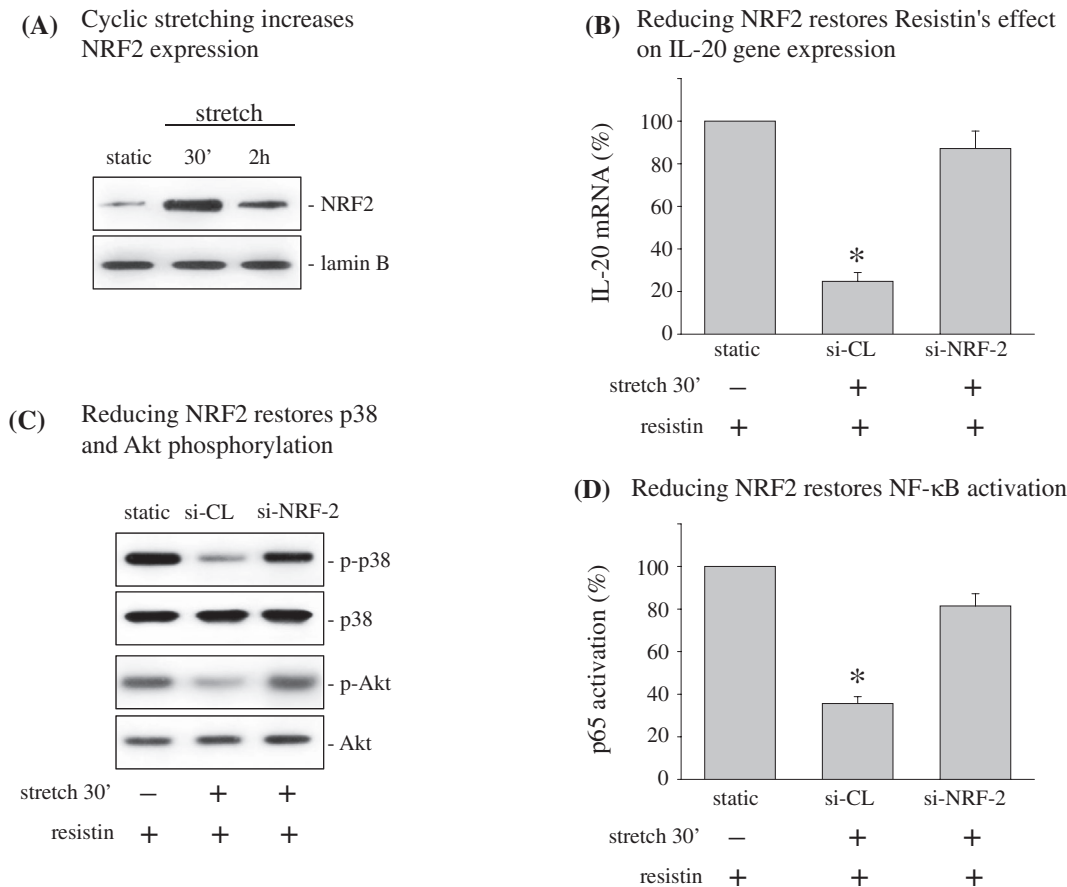 (A) Cyclic stretching increases
NRF2 expression
stretch
static 30' 2h
- NRF2
- lamin B
(B) Reducing NRF2 restores Resistin's effect
on IL-20 gene expression
IL-20 mRNA (%)
100
80
60
40
20
0
*
static si-CL si-NRF-2
stretch 30' – + +
resistin + + +
(C) Reducing NRF2 restores p38
and Akt phosphorylation
static si-CL si-NRF-2
- p-p38
- p38
- p-Akt
- Akt
stretch 30' – + +
resistin + + +
(D) Reducing NRF2 restores NF-κB activation
p65 activation (%)
100
80
60
40
20
0
*
static si-CL si-NRF-2
stretch 30' – + +
resistin + + +